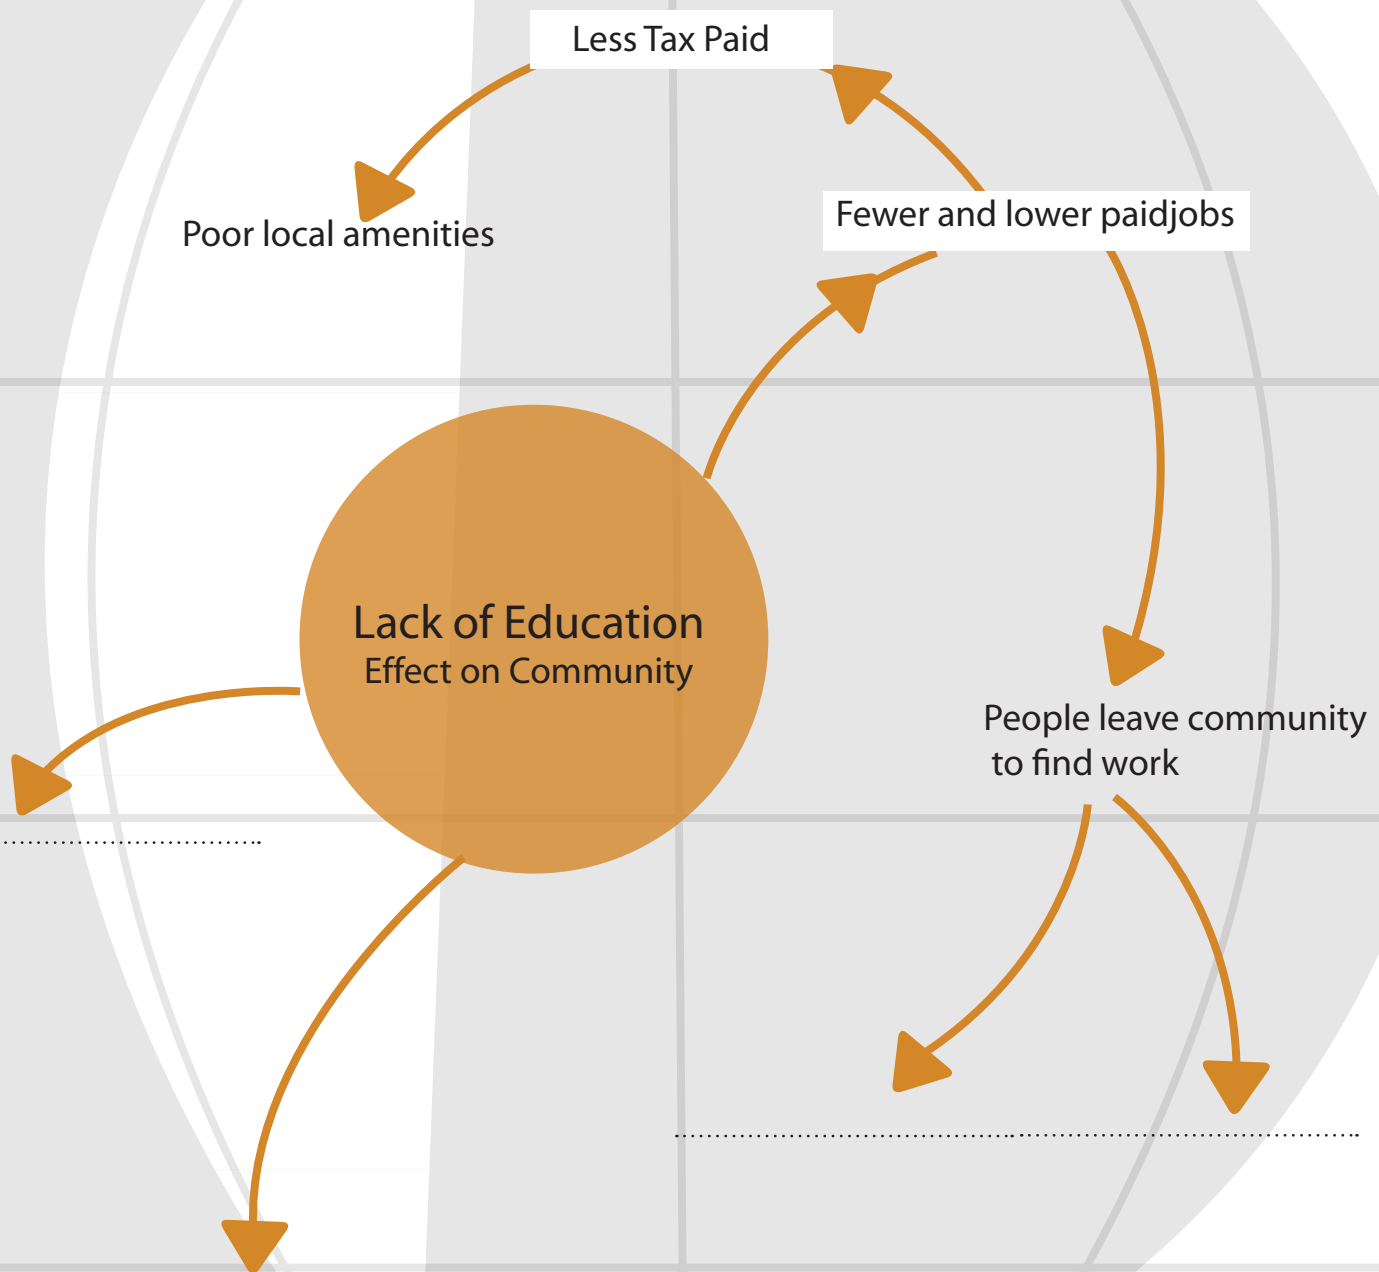 Less Tax Paid
Fewer and lower paidjobs
Poor local amenities
Lack of Education
Effect on Community
People leave community
to find work